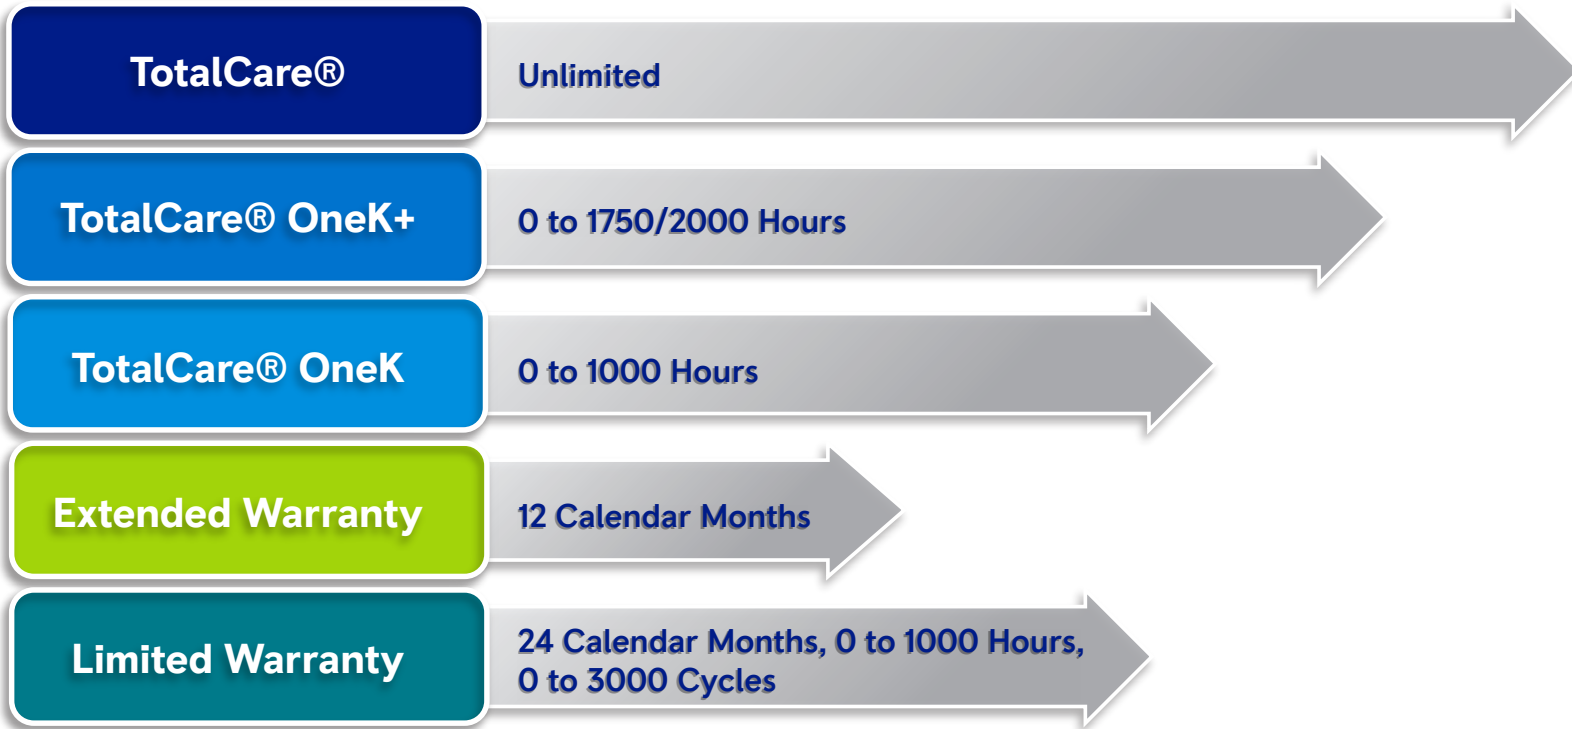 TotalCare®
Unlimited
TotalCare® OneK+
0 to 1750/2000 Hours
TotalCare® OneK
0 to 1000 Hours
Extended Warranty
12 Calendar Months
Limited Warranty
24 Calendar Months, 0 to 1000 Hours,
0 to 3000 Cycles